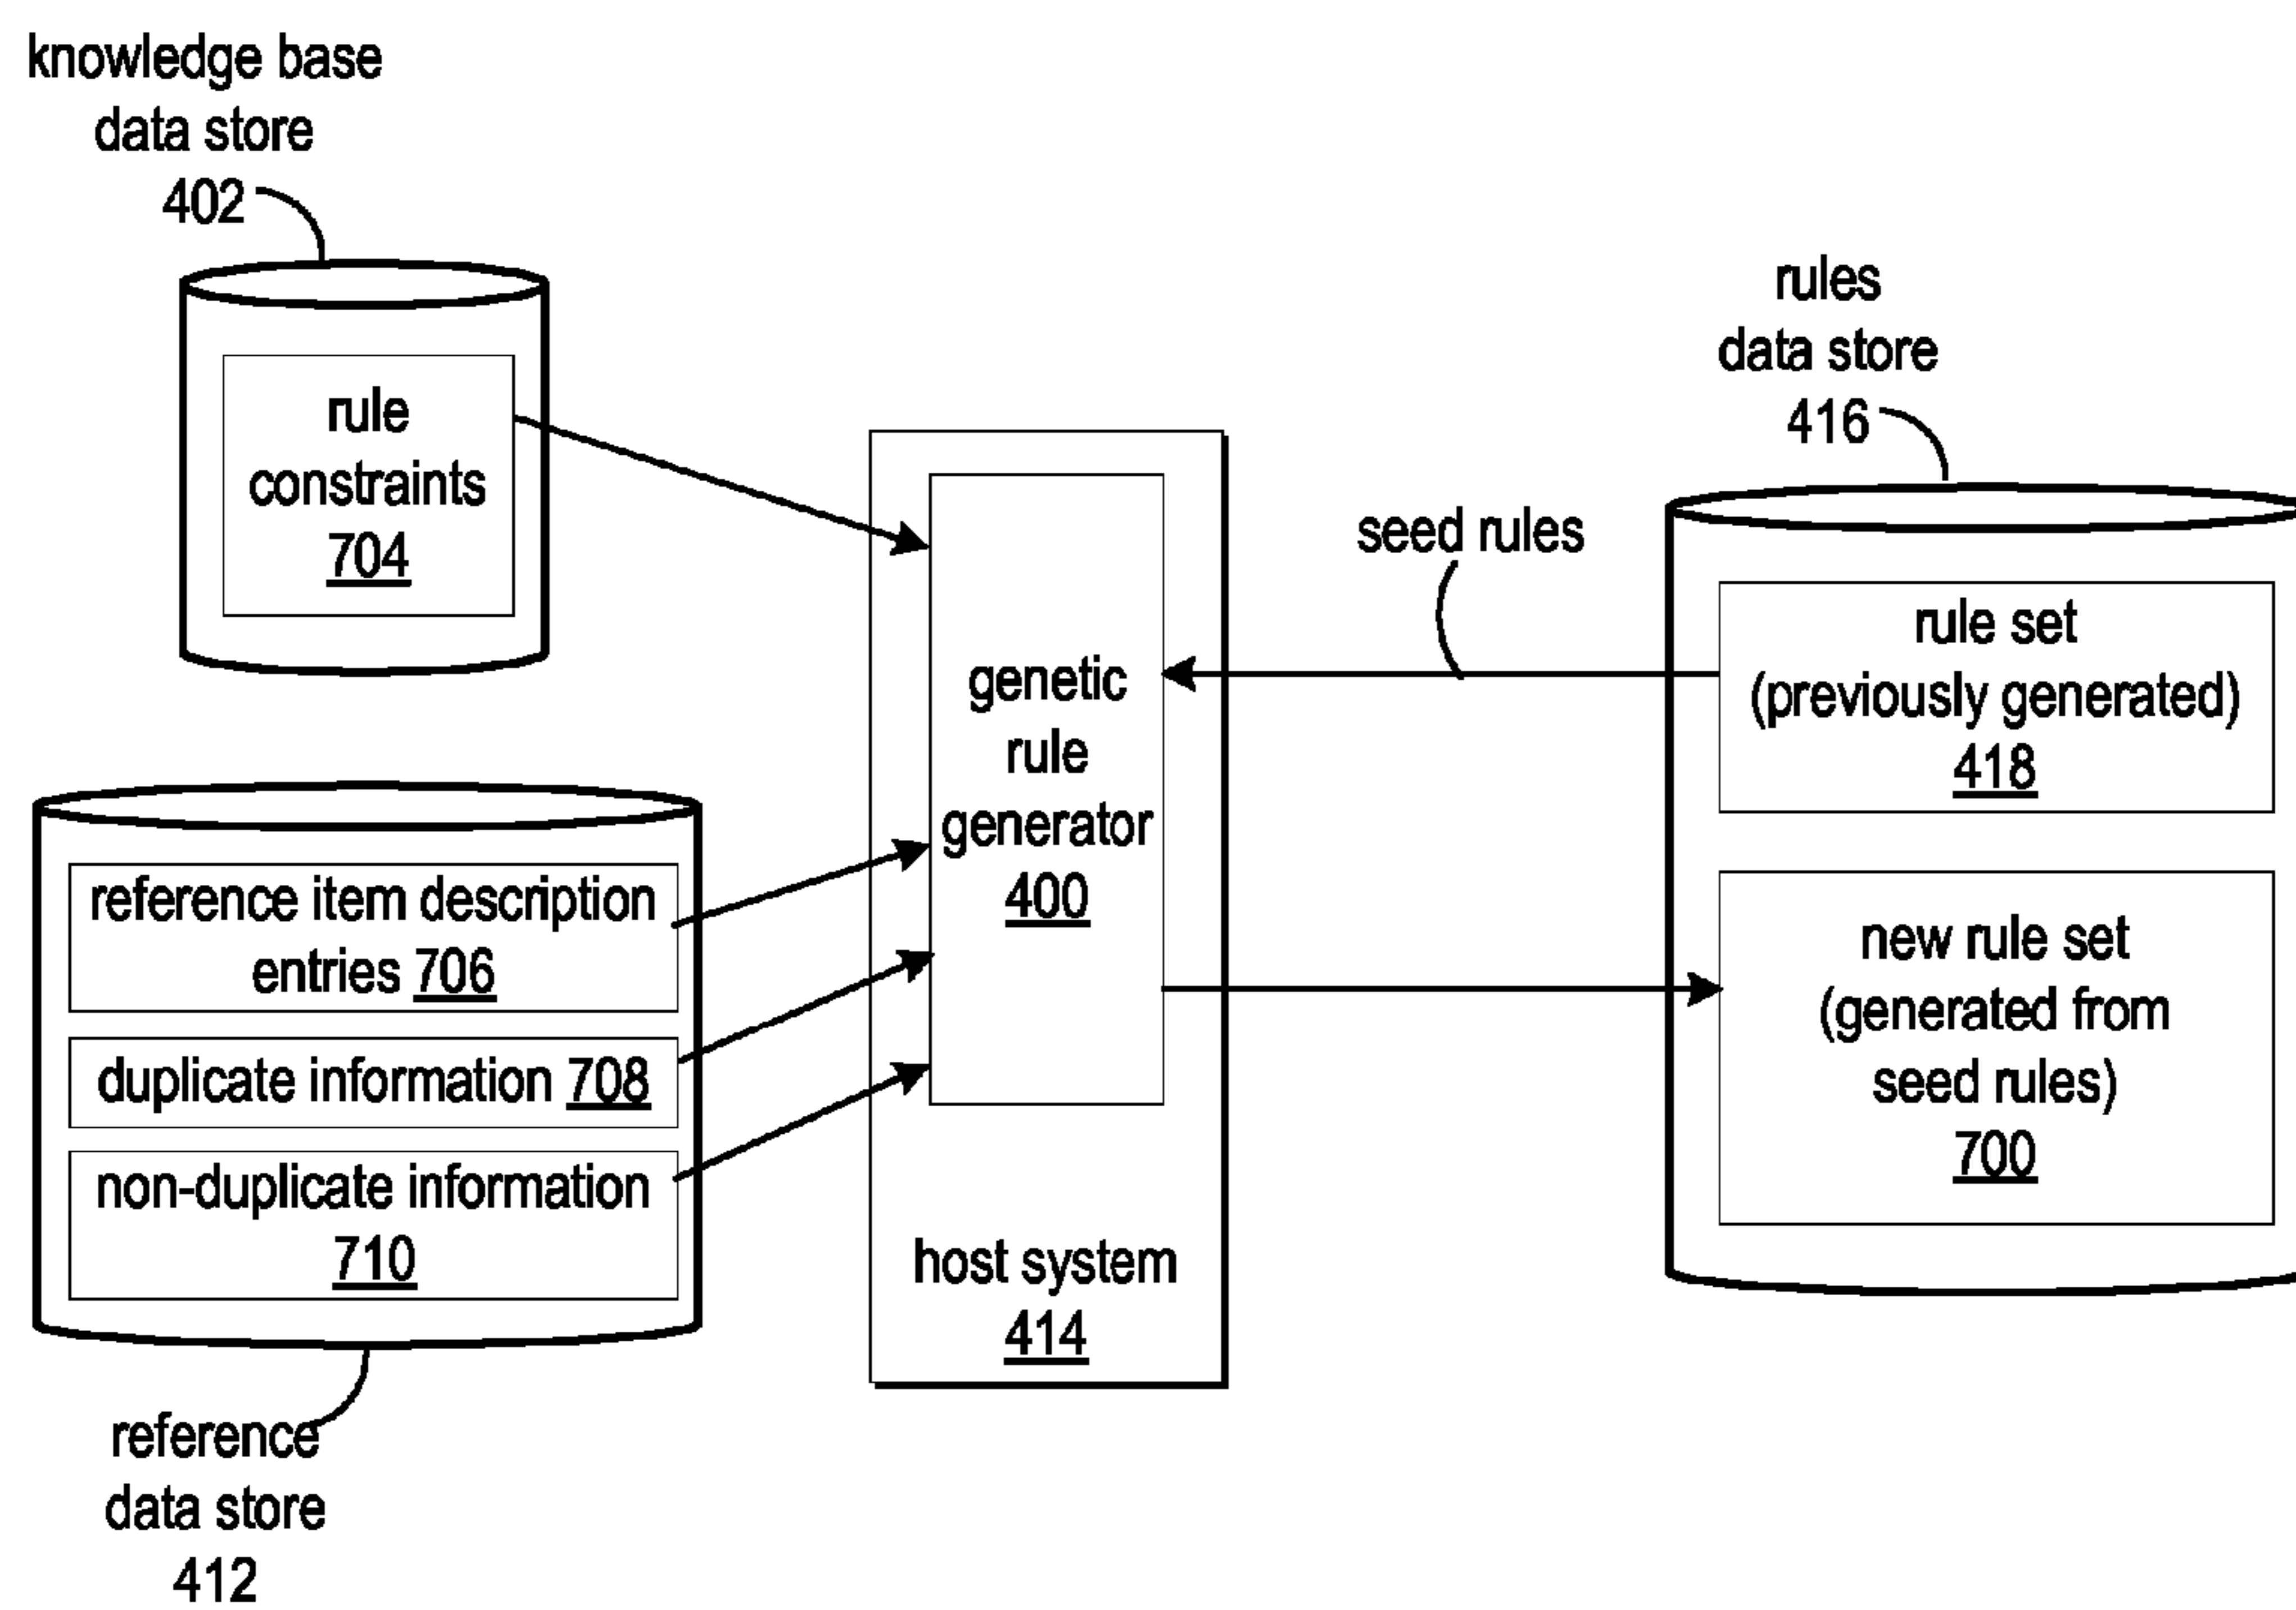 knowledge base
data store
402
rule
constraints
704
reference item description
entries 706
duplicate information 708
non-duplicate information
710
reference
data store
412
genetic
rule
generator
400
host system
414
seed rules
rules
data store
416
rule set
(previously generated)
418
new rule set
(generated from
seed rules)
700